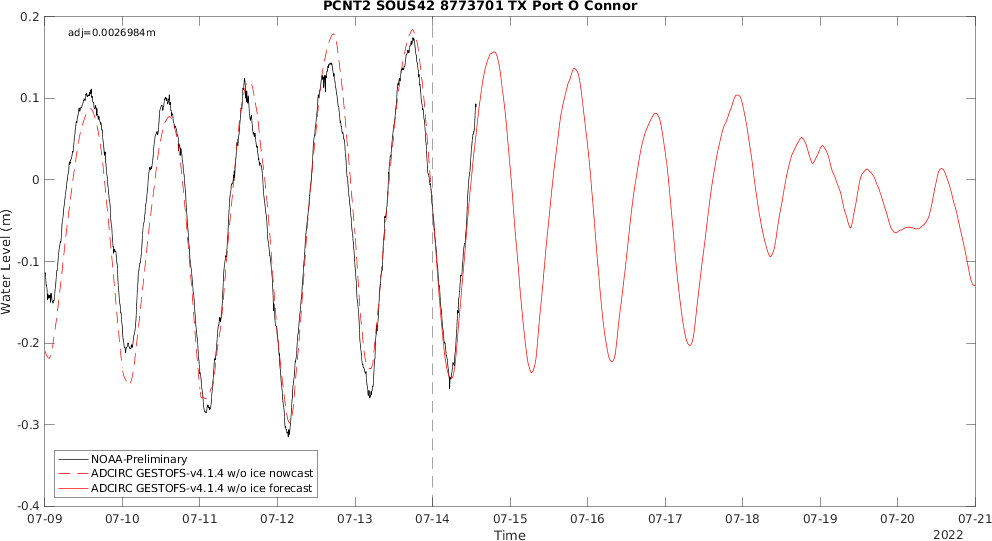 PCNT2 SOUS42 8773701 TX Port O Connor
adj=0.0026984m
0.2
0.1
0
-0.1
-0.2
-0.3
-0.4
Water Level (m)
NOAA-Preliminary
ADCIRC GESTOFS-v4.1.4 w/o ice nowcast
ADCIRC GESTOFS-v4.1.4 w/o ice forecast
07-09 07-10 07-11 07-12 07-13 07-14 07-15 07-16 07-17 07-18 07-19 07-20 07-21
Time
2022